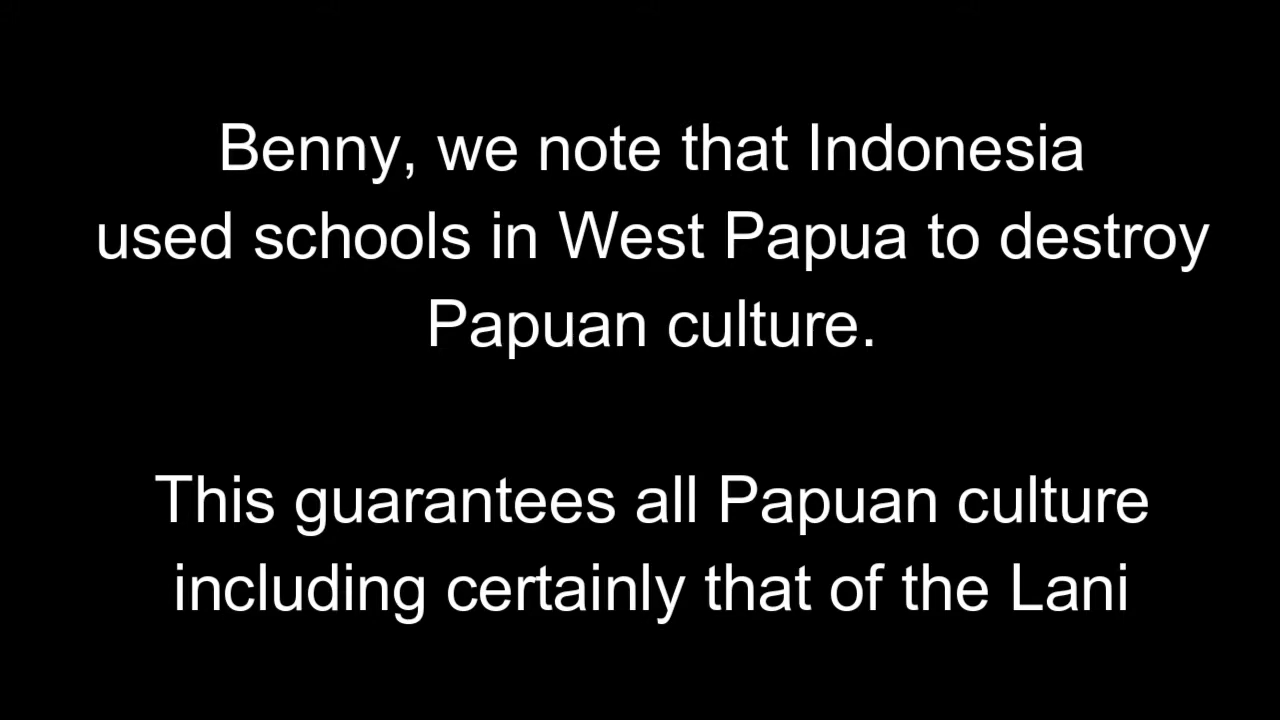 Benny, we note that Indonesia
used schools in West Papua to destroy
Papuan culture.
This guarantees all Papuan culture
including certainly that of the Lani